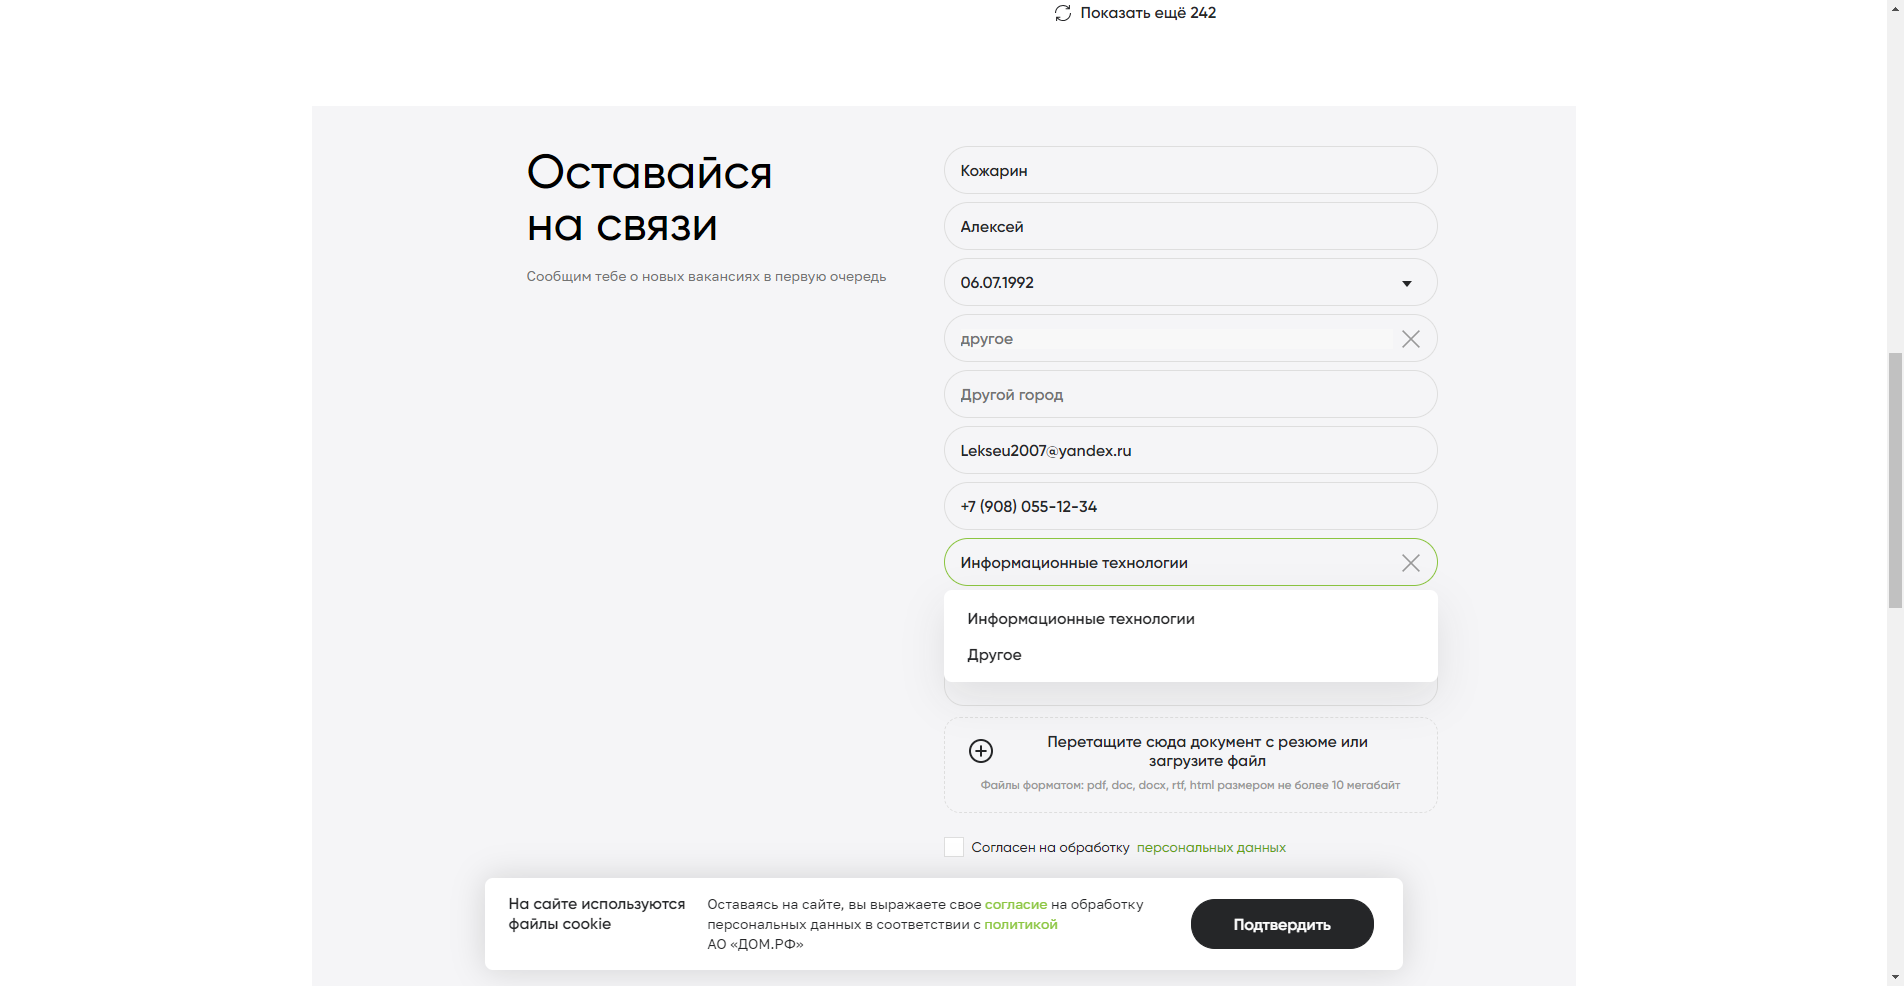 Показать ещё 242
Оставайся
на связи
Сообщим тебе о новых вакансиях в первую очередь
Кожарин
Алексей
06.07.1992
другое
Другой город
Lekseu2007@yandex.ru
+7 (908) 055-12-34
Информационные технологии
Информационные технологии
Другое
Перетащите сюда документ с резюме или
загрузите файл
Файлы форматом: pdf, doc, docx, rtf, html размером не более 10 мегабайт
Согласен на обработку персональных данных
На сайте используются
файлы cookie
Оставаясь на сайте, вы выражаете свое согласие на обработку
персональных данных в соответствии с политикой
АО «ДОМ.РФ»
Подтвердить